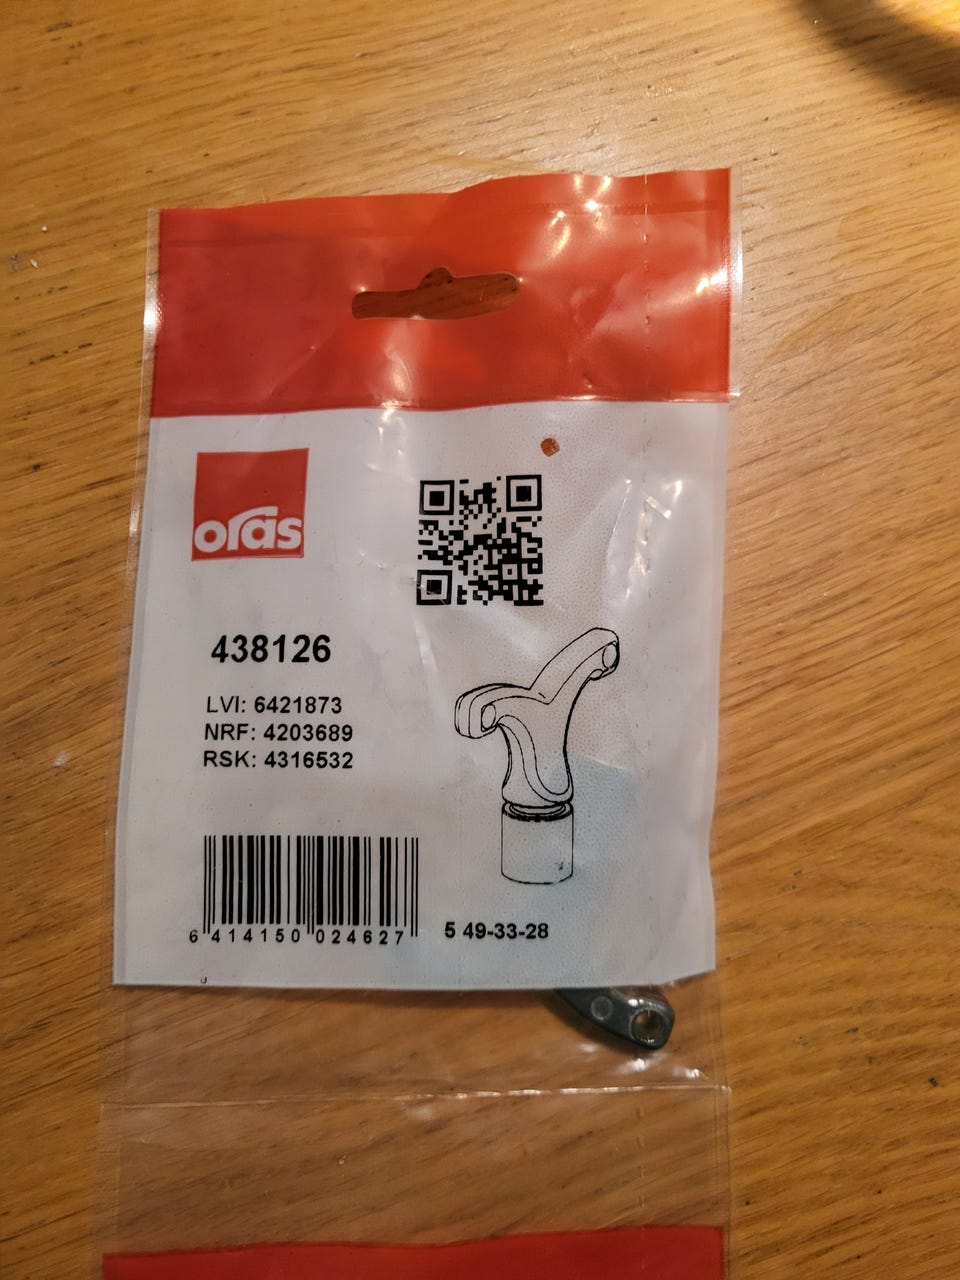 oras
438126
LVI: 6421873
NRF: 4203689
RSK: 4316532
6 414150 024627
5 49-33-28